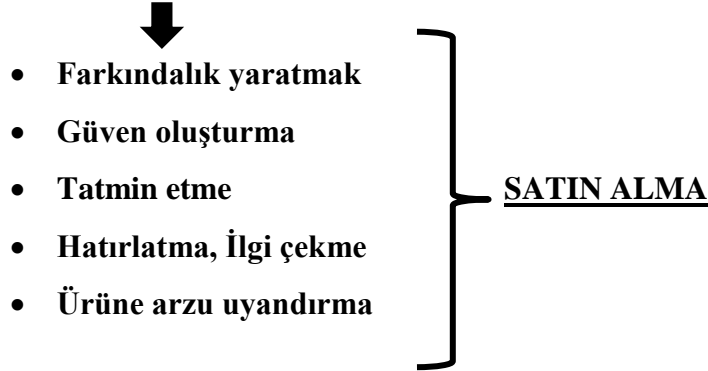 • Farkındalık yaratmak
• Güven oluşturma
• Tatmin etme
SATIN ALMA
• Hatırlatma, İlgi çekme
• Ürüne arzu uyandırma